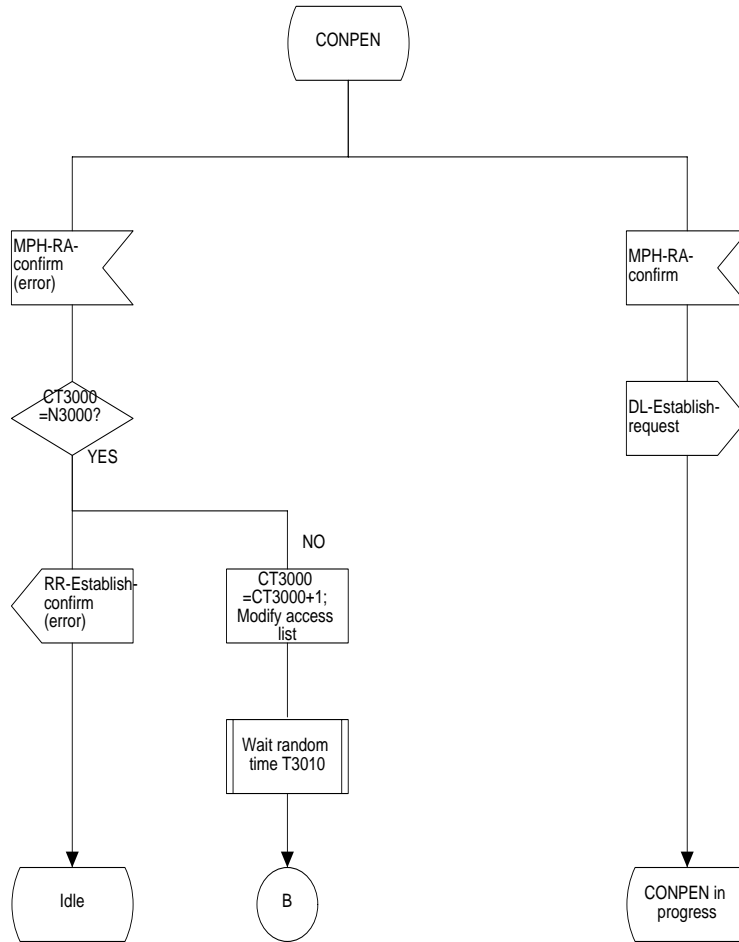 CONPEN
MPH-RA-
confirm
(error)
MPH-RA-
confirm
CT3000
=N3000?
YES
DL-Establish-
request
NO
RR-Establish-
confirm
(error)
CT3000
=CT3000+1;
Modify access
list
Wait random
time T3010
Idle
B
CONPEN in
progress